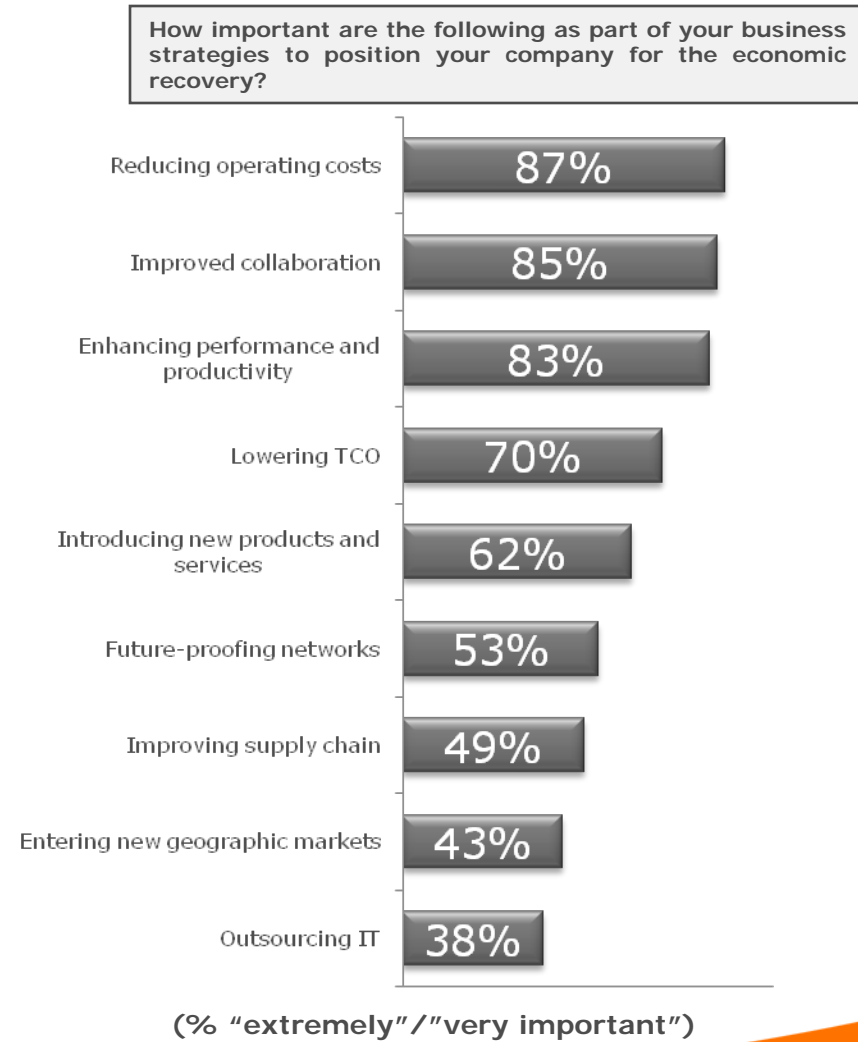 How important are the following as part of your business
strategies to position your company for the economic
recovery?
Reducing operating costs
87%
Improved collaboration
85%
Enhancing performance and
productivity
83%
Lowering TCO
70%
Introducing new products and
services
62%
Future-proofing networks
53%
Improving supply chain
49%
Entering new geographic markets
43%
Outsourcing IT
38%
(% “extremely”/”very important”)